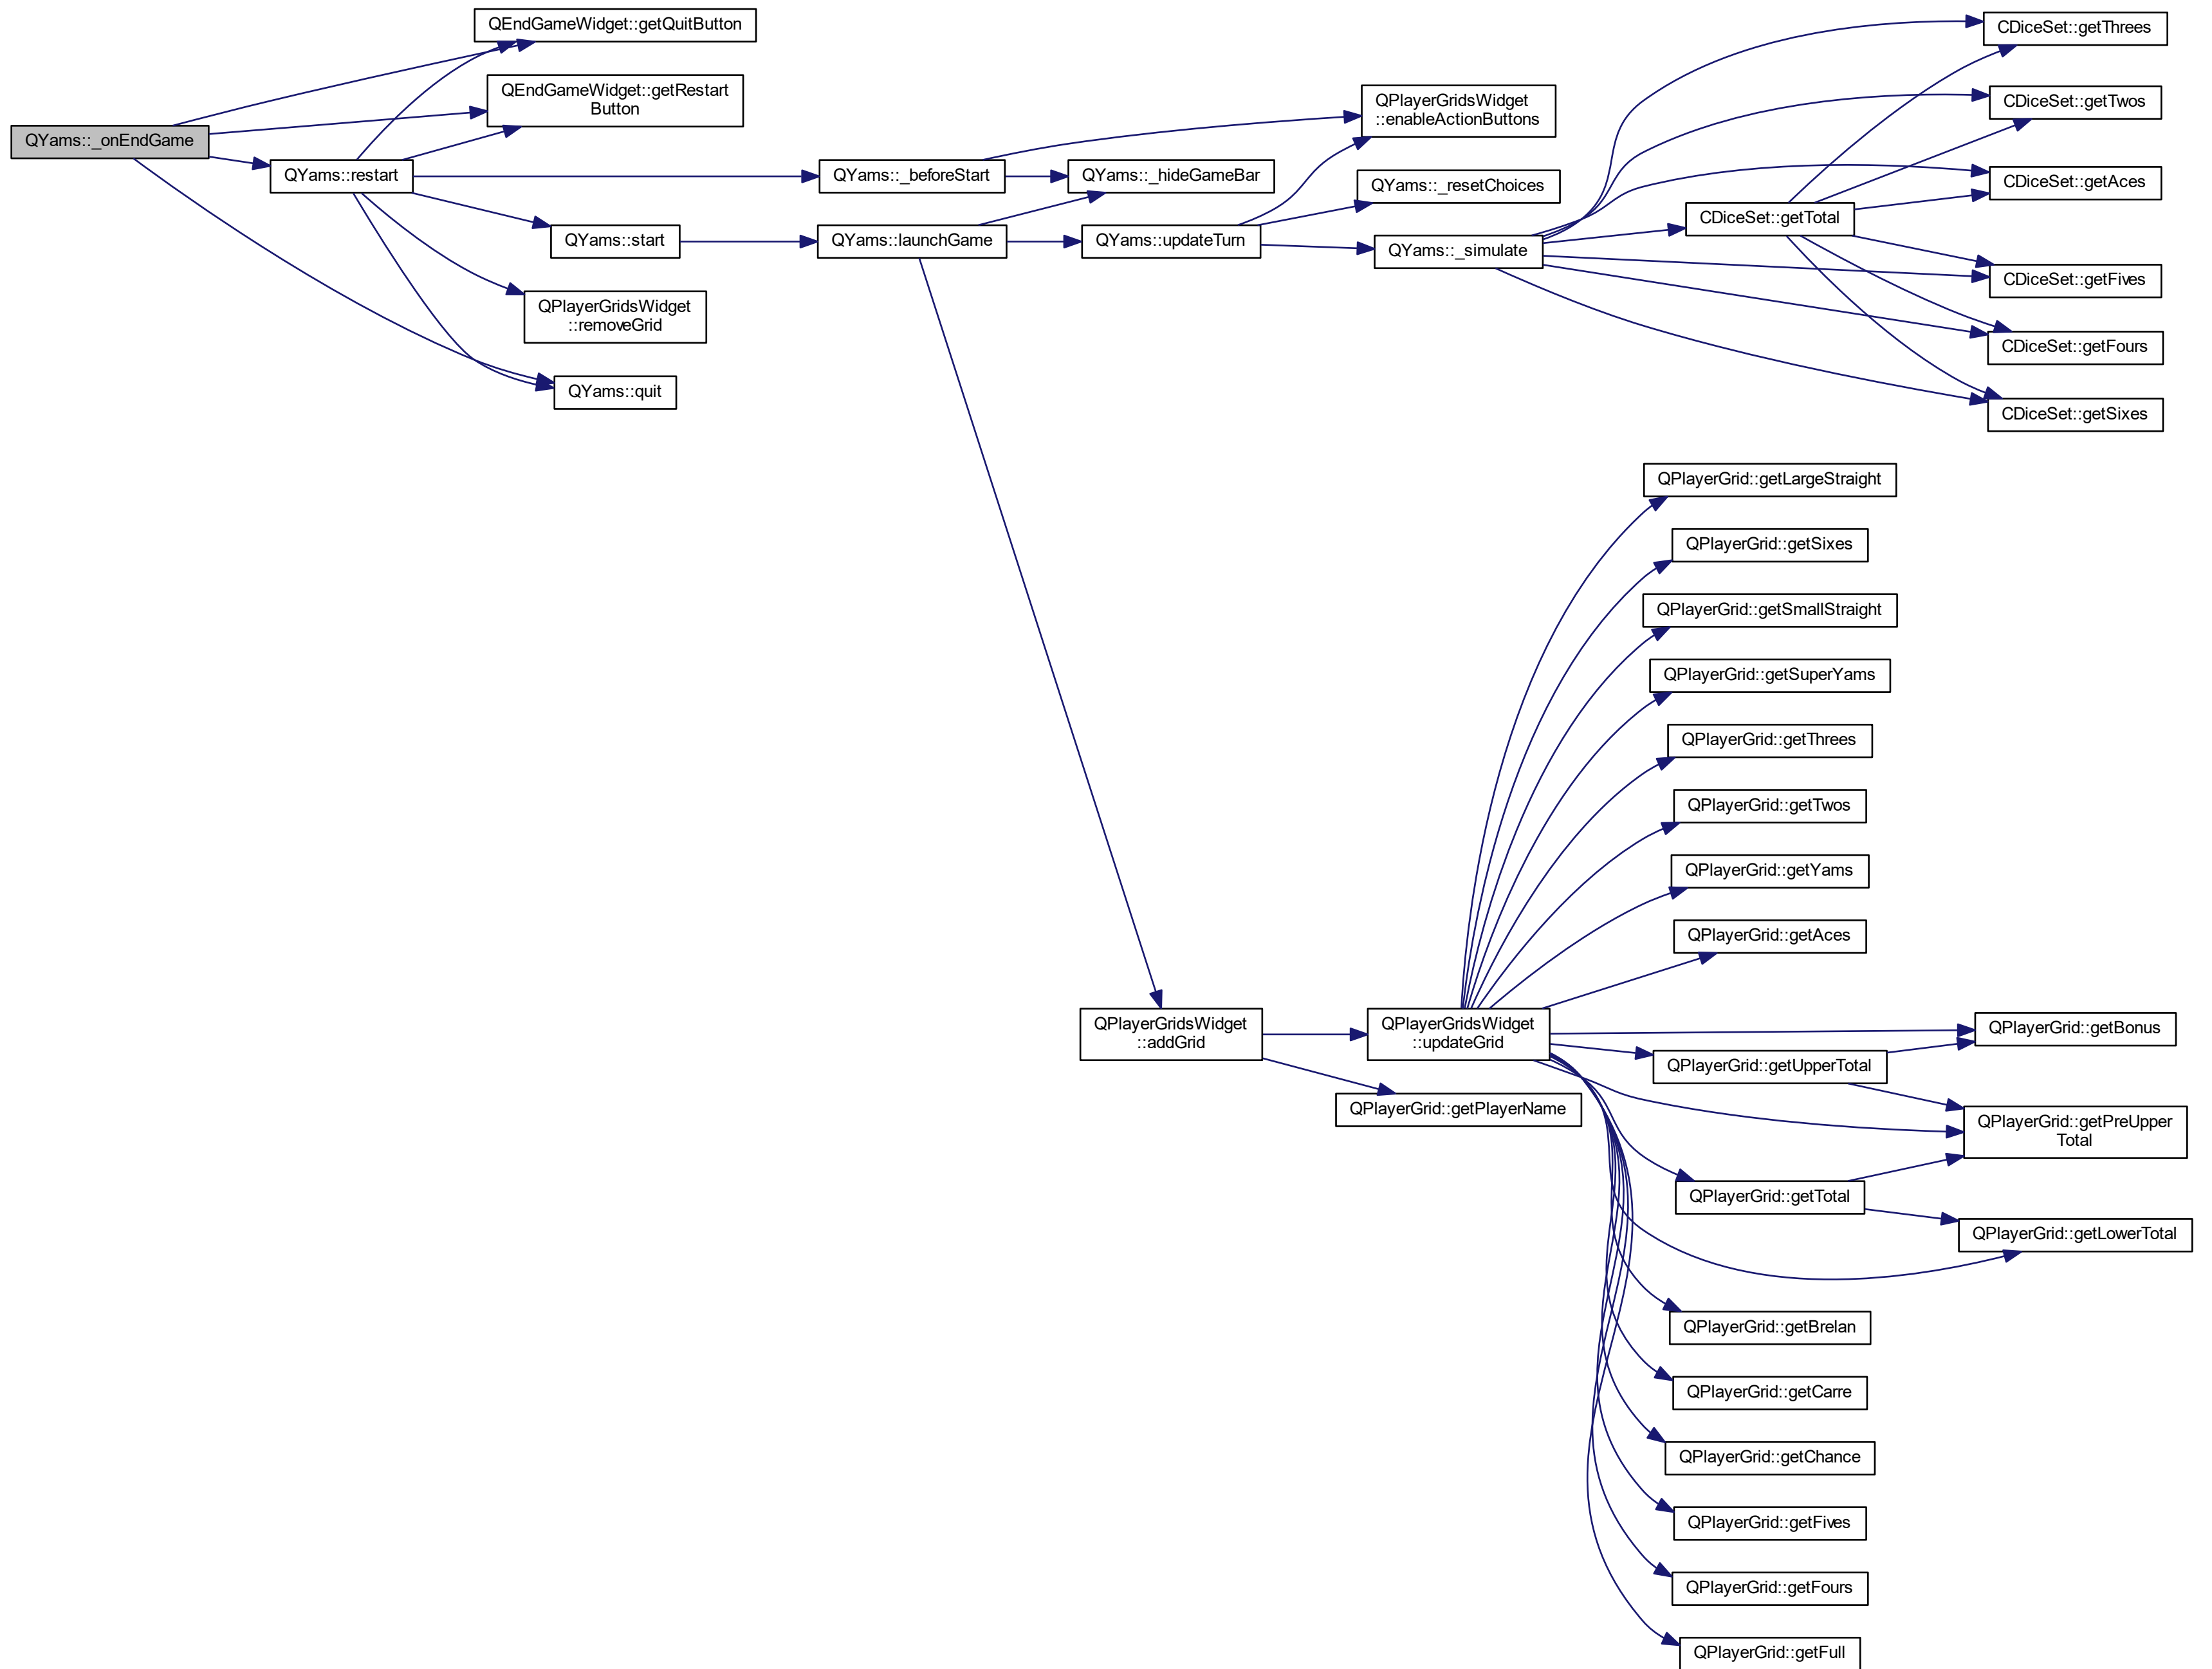 QYams::_onEndGame
QEndGameWidget::getQuitButton
QEndGameWidget::getRestart
Button
QYams::restart
QYams::start
QPlayerGridsWidget
::removeGrid
QYams::quit
QYams::_beforeStart
QYams::launchGame
QPlayerGridsWidget
::enableActionButtons
QYams::_hideGameBar
QYams::_resetChoices
QYams::updateTurn
QYams::_simulate
CDiceSet::getTotal
CDiceSet::getThrees
CDiceSet::getTwos
CDiceSet::getAces
CDiceSet::getFives
CDiceSet::getFours
CDiceSet::getSixes
QPlayerGridsWidget
::addGrid
QPlayerGridsWidget
::updateGrid
QPlayerGrid::getPlayerName
QPlayerGrid::getLargeStraight
QPlayerGrid::getSixes
QPlayerGrid::getSmallStraight
QPlayerGrid::getSuperYams
QPlayerGrid::getThrees
QPlayerGrid::getTwos
QPlayerGrid::getYams
QPlayerGrid::getAces
QPlayerGrid::getBonus
QPlayerGrid::getUpperTotal
QPlayerGrid::getPreUpper
Total
QPlayerGrid::getTotal
QPlayerGrid::getLowerTotal
QPlayerGrid::getBrelan
QPlayerGrid::getCarre
QPlayerGrid::getChance
QPlayerGrid::getFives
QPlayerGrid::getFours
QPlayerGrid::getFull